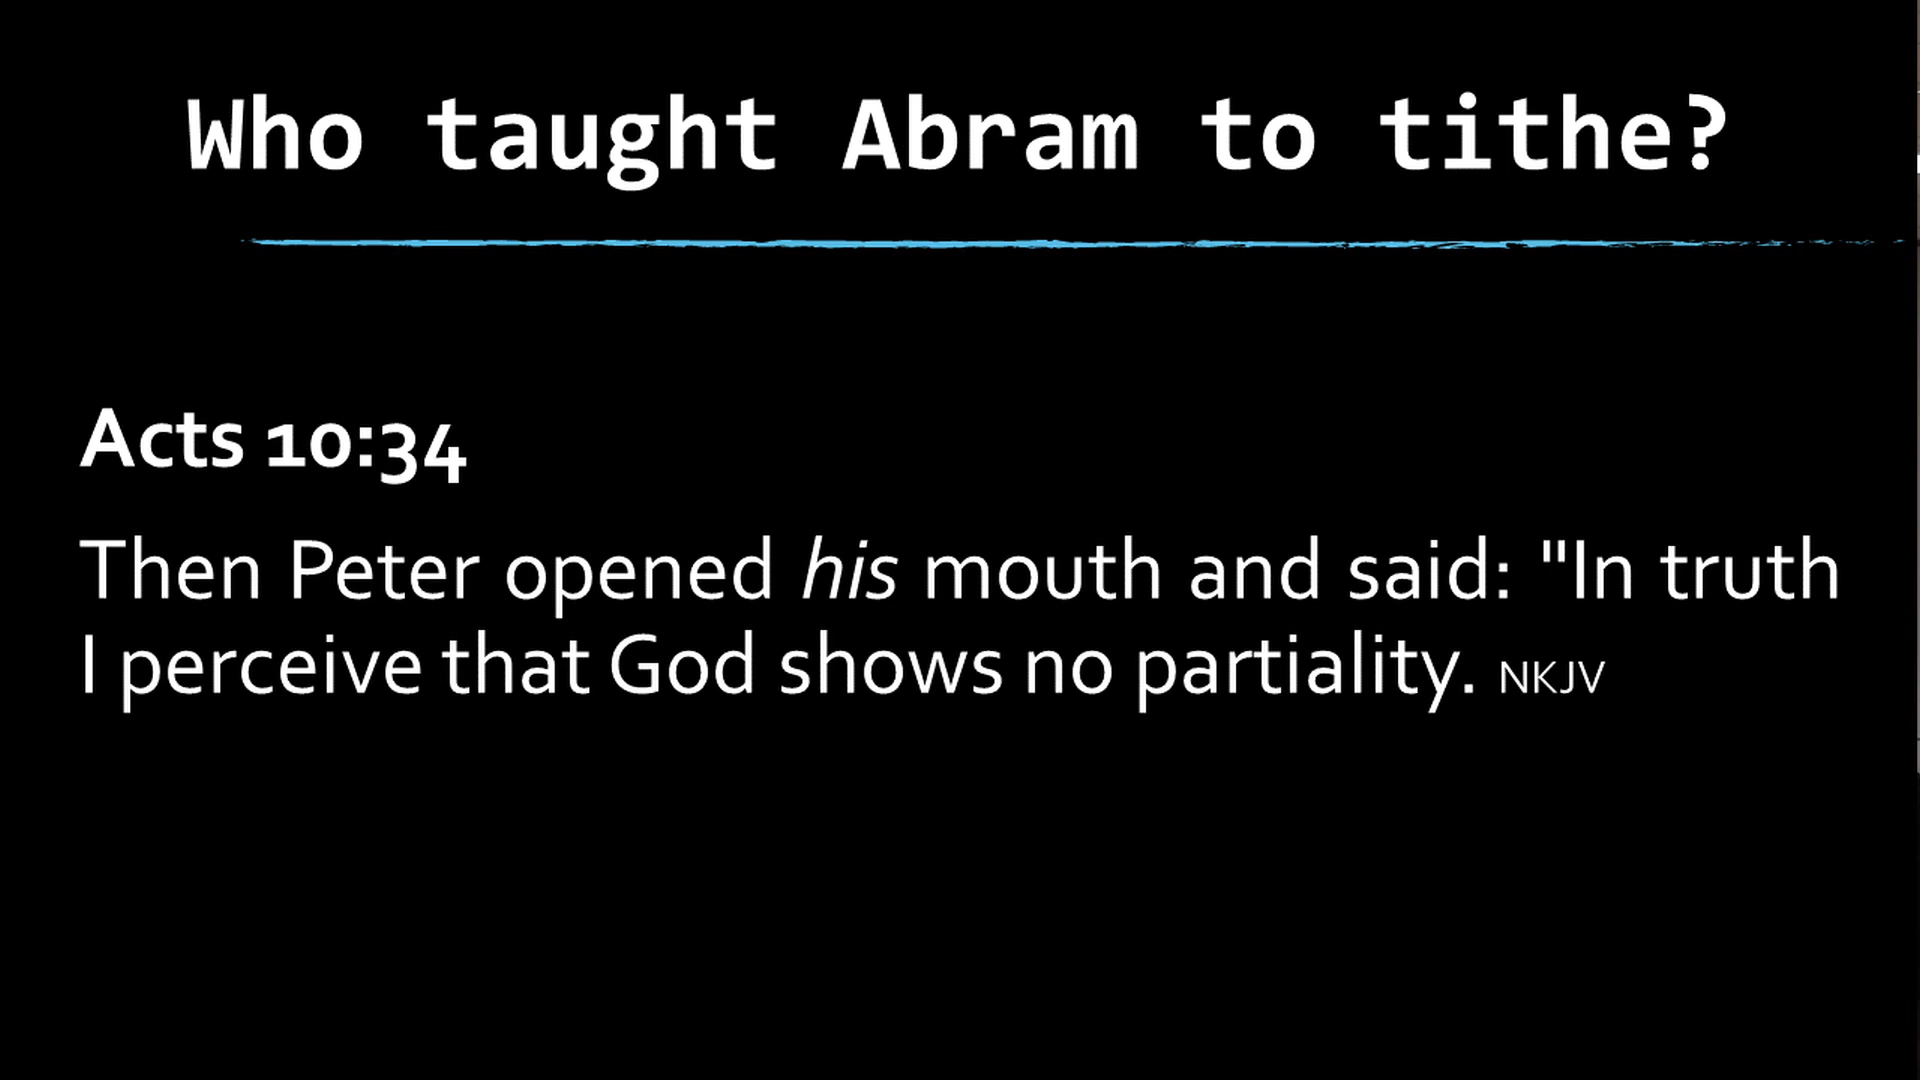 Who taught Abram to tithe?
Acts 10:34
Then Peter opened his mouth and said: "In truth
I perceive that God shows no partiality. NKJV